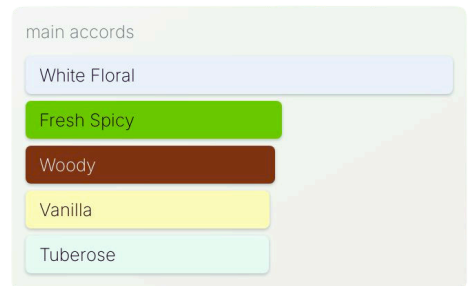 main accords
White Floral
Fresh Spicy
Woody
Vanilla
Tuberose